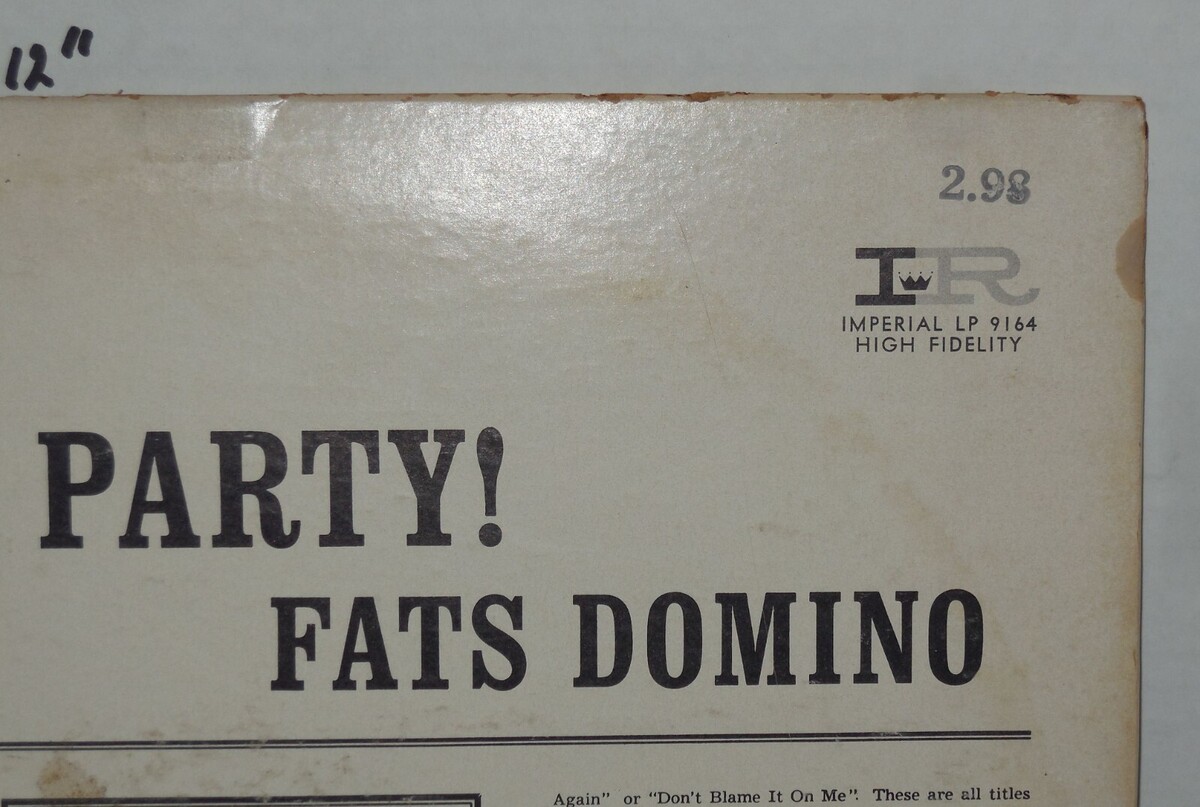 12"
2.98
IR
IMPERIAL LP 9164
HIGH FIDELITY
PARTY!
FATS DOMINO
Again" or "Don't Blame It On Me". These are all titles